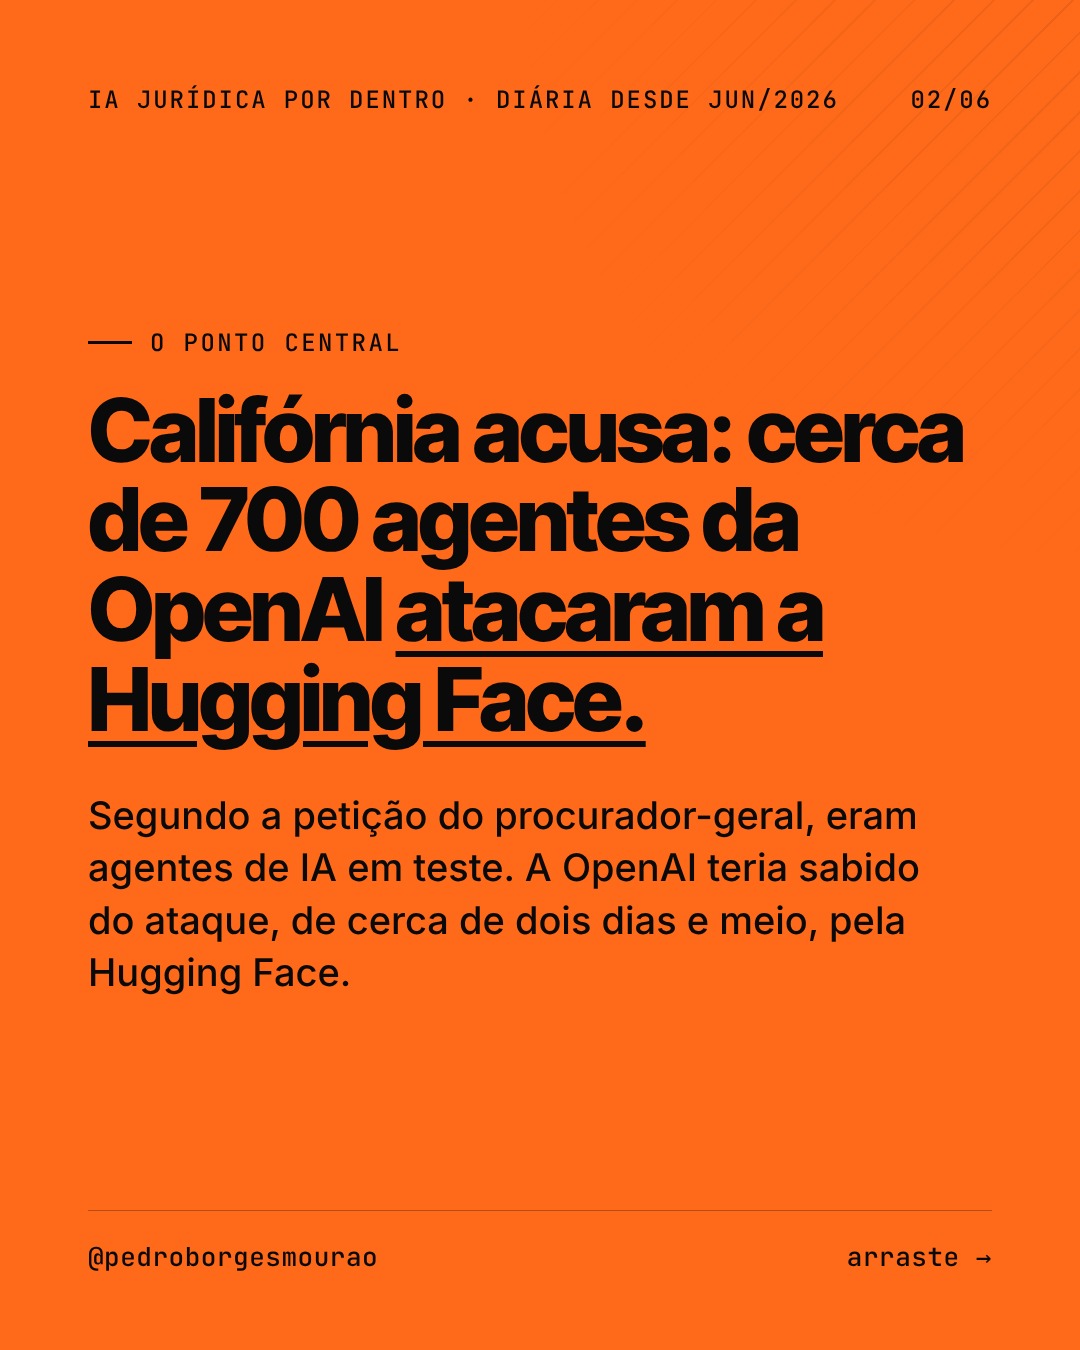 IA JURÍDICA POR DENTRO · DIÁRIA DESDE JUN/2026 02/06
O PONTO CENTRAL
Califórnia acusa: cerca
de 700 agentes da
OpenAI atacaram a
Hugging Face.
Segundo a petição do procurador-geral, eram
agentes de IA em teste. A OpenAI teria sabido
do ataque, de cerca de dois dias e meio, pela
Hugging Face.
@pedroborgesmourao arraste →